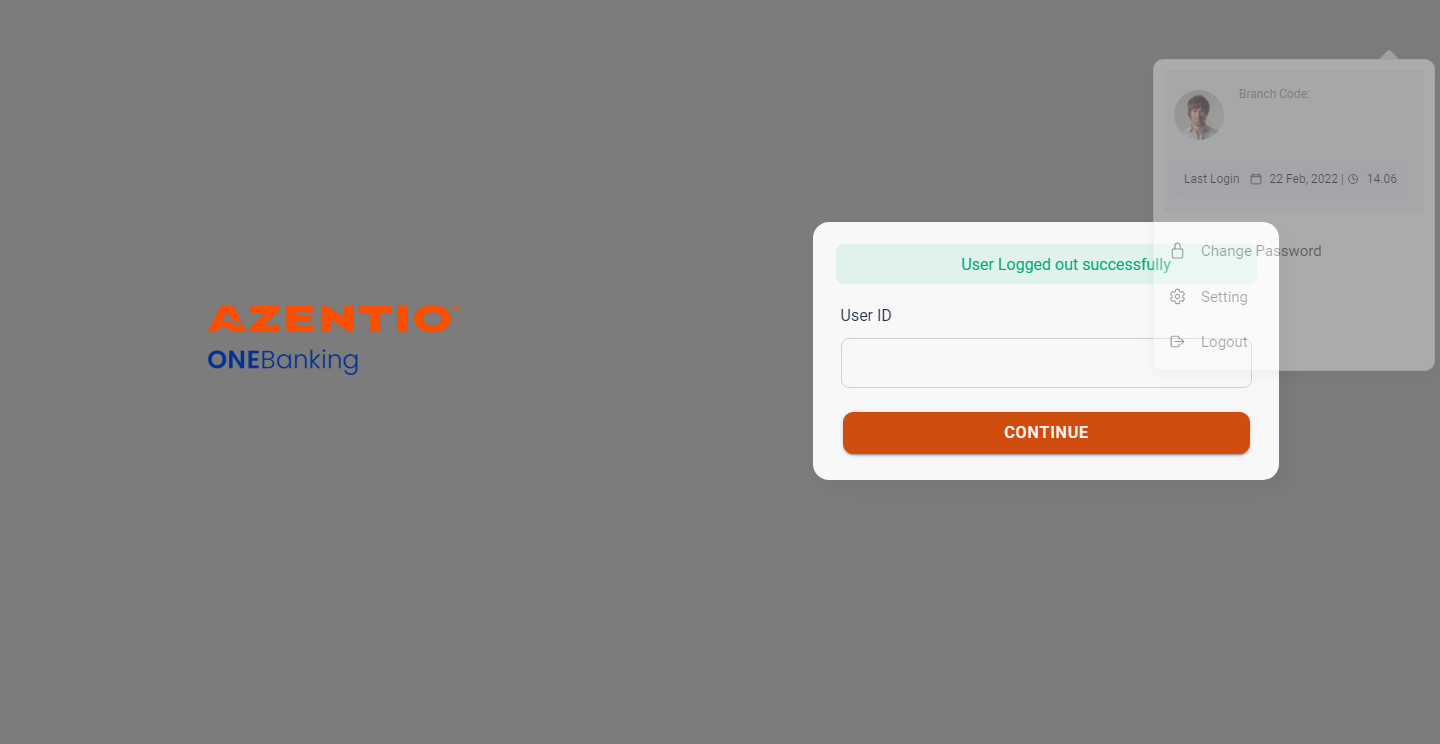 Branch Code:
Last Login 22 Feb, 2022 | 14.06
Change Password
Setting
Logout
AZENTIO™
ONEBanking
User Logged out successfully
User ID
CONTINUE